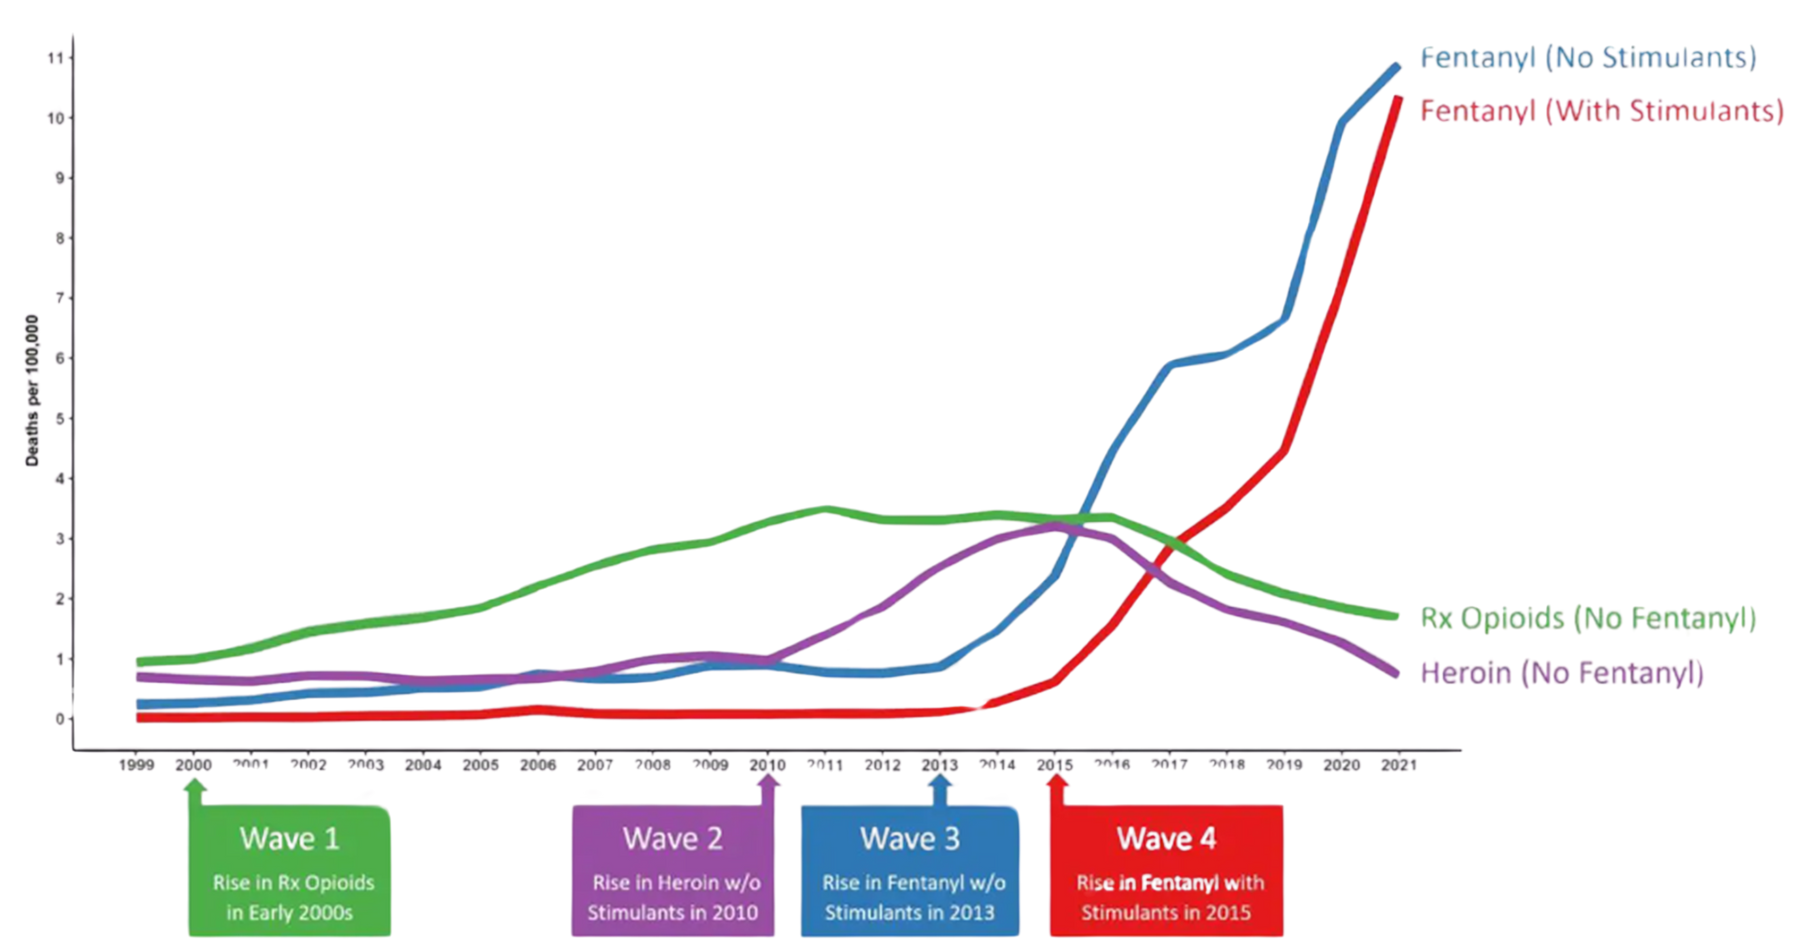 11
10
9
8
7
6
5
4
3
2
1
0
Deaths per 100,000
Fentanyl (No Stimulants)
Fentanyl (With Stimulants)
Rx Opioids (No Fentanyl)
Heroin (No Fentanyl)
1999 2000 2001 2002 2003 2004 2005 2006 2007 2008 2009 2010 2011 2012 2013 2014 2015 2016 2017 2018 2019 2020 2021
Wave 1
Rise in Rx Opioids
in Early 2000s
Wave 2
Rise in Heroin w/o
Stimulants in 2010
Wave 3
Rise in Fentanyl w/o
Stimulants in 2013
Wave 4
Rise in Fentanyl with
Stimulants in 2015